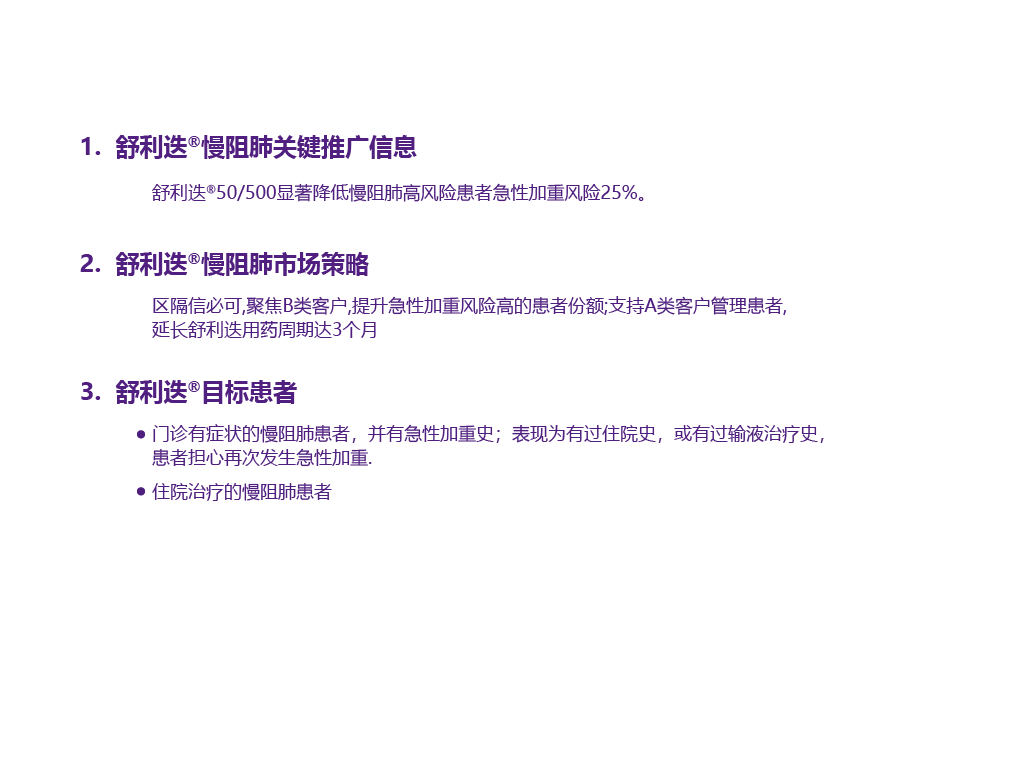 1. 舒利迭®慢阻肺关键推广信息
舒利迭®50/500显著降低慢阻肺高风险患者急性加重风险25%。
2. 舒利迭®慢阻肺市场策略
区隔信必可,聚焦B类客户,提升急性加重风险高的患者份额;支持A类客户管理患者,
延长舒利迭用药周期达3个月
3. 舒利迭®目标患者
• 门诊有症状的慢阻肺患者，并有急性加重史；表现为有过住院史，或有过输液治疗史，
患者担心再次发生急性加重.
• 住院治疗的慢阻肺患者